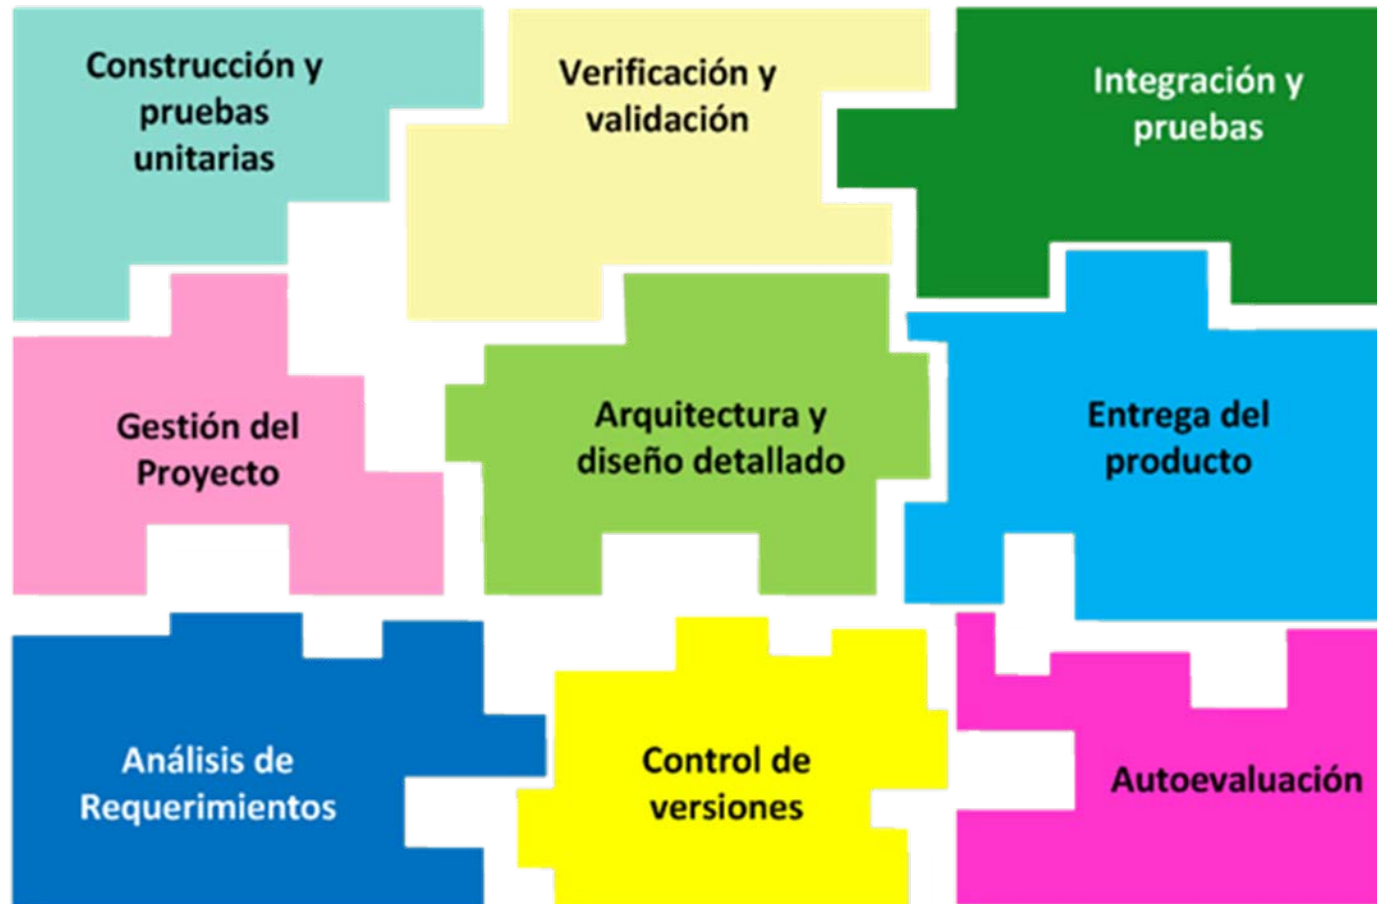 Construcción y
pruebas
unitarias
Verificación y
validación
Integración y
pruebas
Gestión del
Proyecto
Arquitectura y
diseño detallado
Entrega del
producto
Análisis de
Requerimientos
Control de
versiones
Autoevaluación